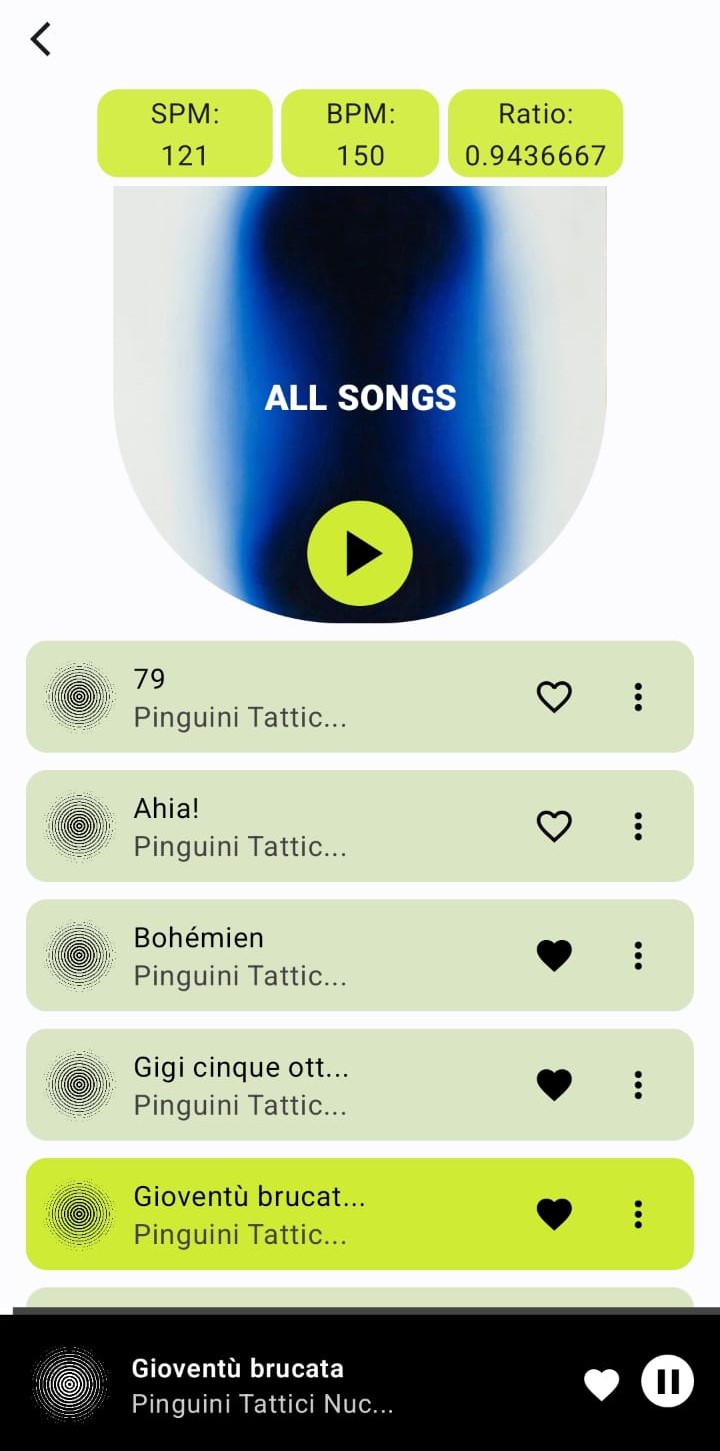 SPM:
121
BPM:
150
Ratio:
0.9436667
ALL SONGS
79
Pinguini Tattic...
Ahia!
Pinguini Tattic...
Bohémien
Pinguini Tattic...
Gigi cinque ott...
Pinguini Tattic...
Gioventù brucat...
Pinguini Tattic...
Gioventù brucata
Pinguini Tattici Nuc...